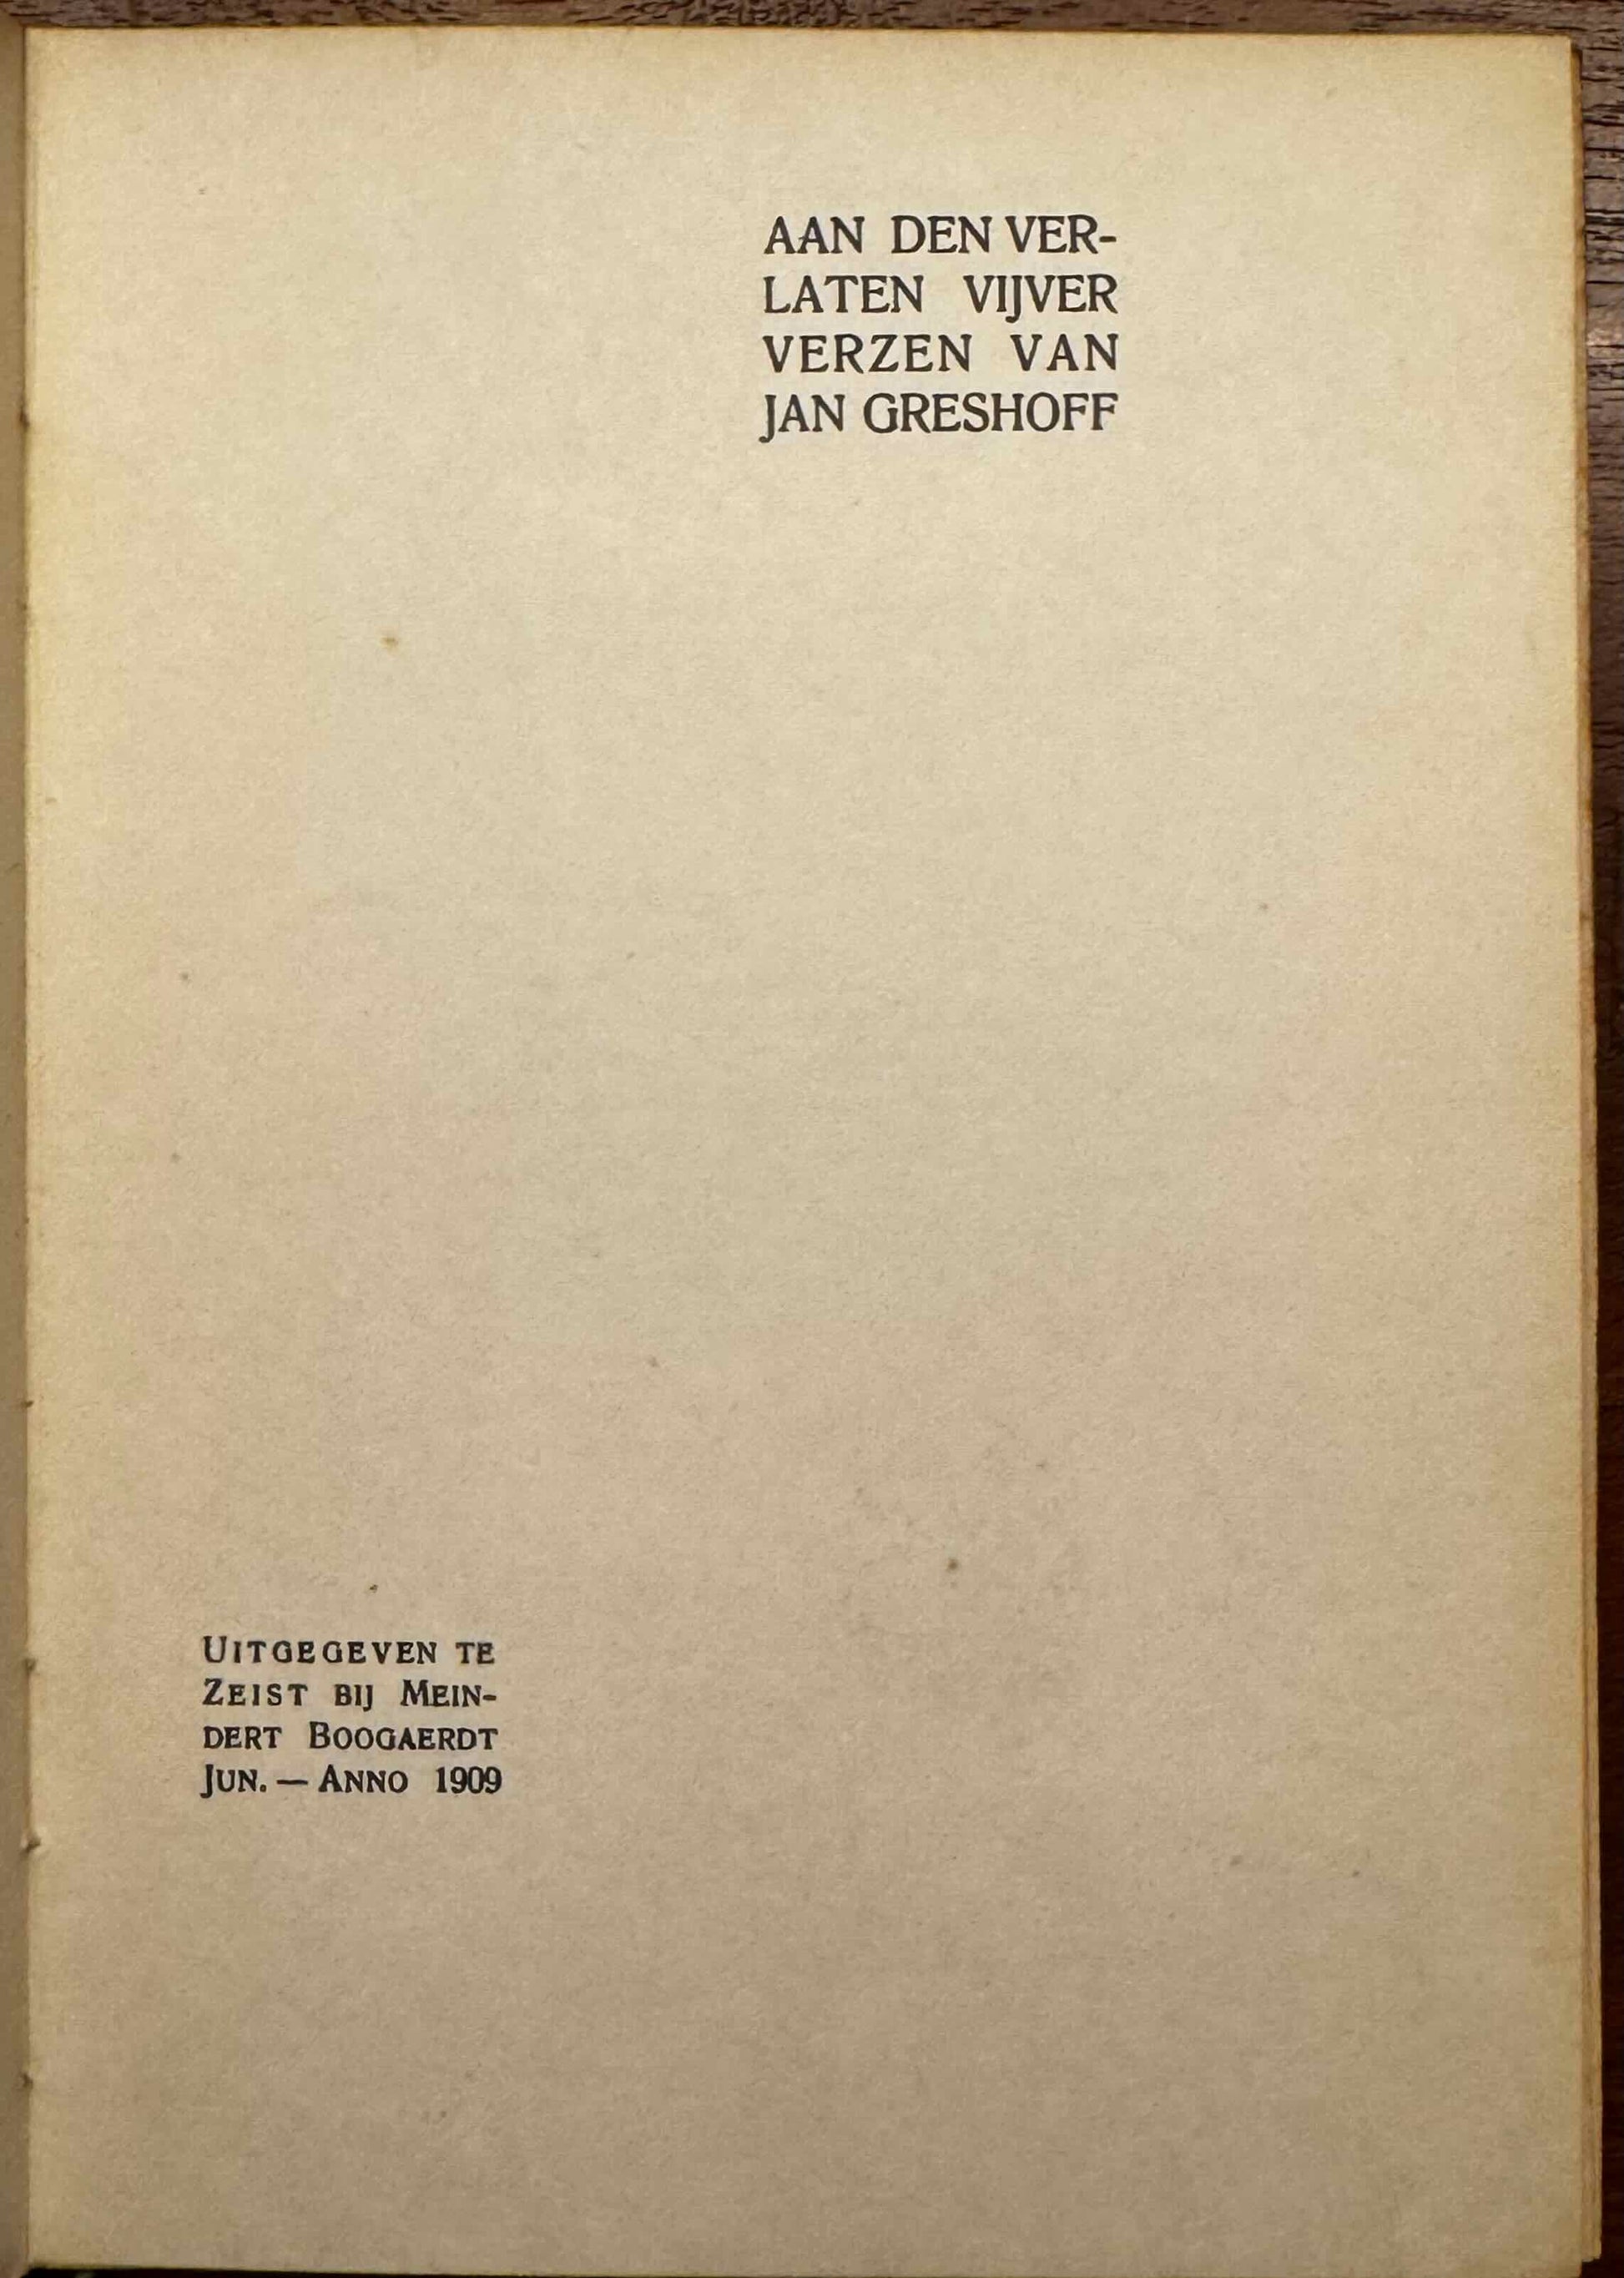 AAN DEN VER-
LATEN VIJVER
VERZEN VAN
JAN GRESHOFF
UITGEGEVEN TE
ZEIST BIJ MEIN-
DERT BOOGAERDT
JUN. — ANNO 1909